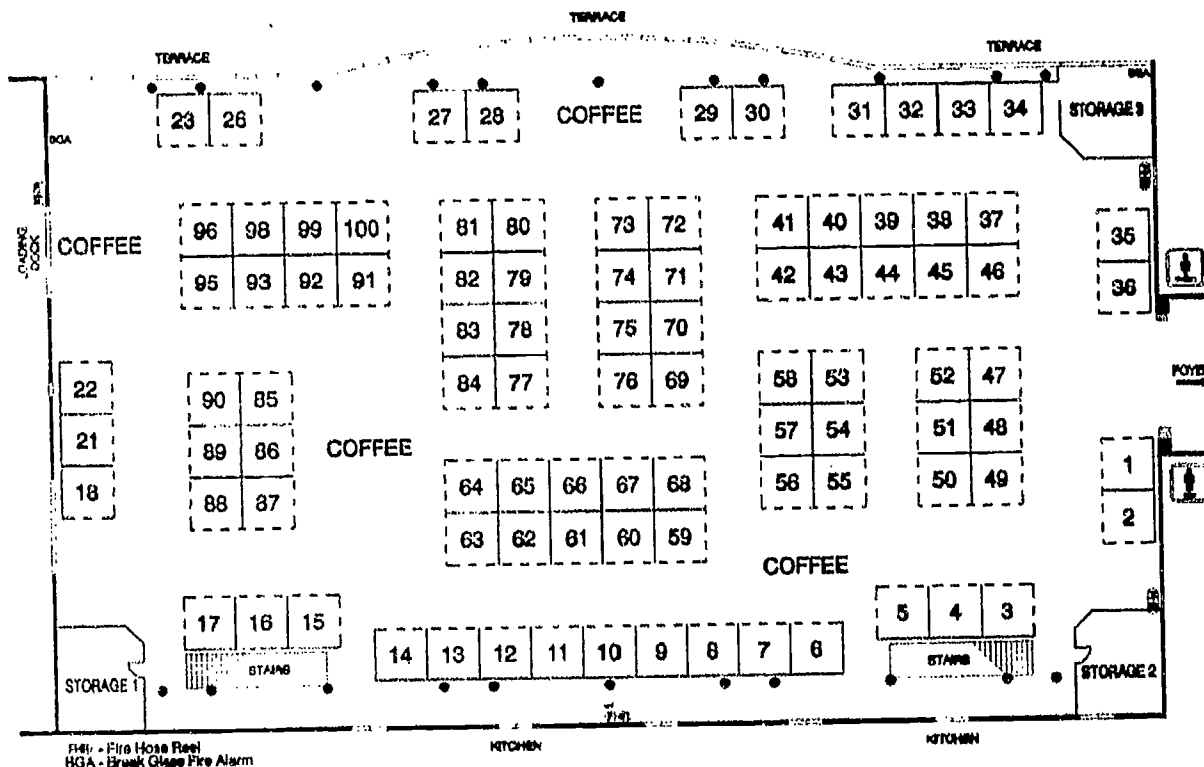 TERRACE
TERRACE
TERRACE
23 26
27 28
COFFEE
29 30
31 32 33 34
BGA
STORAGE 3
BGA
LOADING DOCK
COFFEE
96 98 99 100
95 93 92 91
81 80
82 79
83 78
84 77
73 72
74 71
75 70
76 69
41 40 39 38 37
42 43 44 45 46
35
36
22
21
18
90 85
89 86
88 87
COFFEE
58 53
57 54
56 55
52 47
51 48
50 49
FOYER
1
2
64 65 66 67 68
63 62 61 60 59
COFFEE
17 16 15
STAIRS
14 13 12 11 10 9 8 7 6
5 4 3
STAIRS
STORAGE 1
STORAGE 2
KITCHEN
KITCHEN
FHR - Fire Hose Reel
BGA - Break Glass Fire Alarm